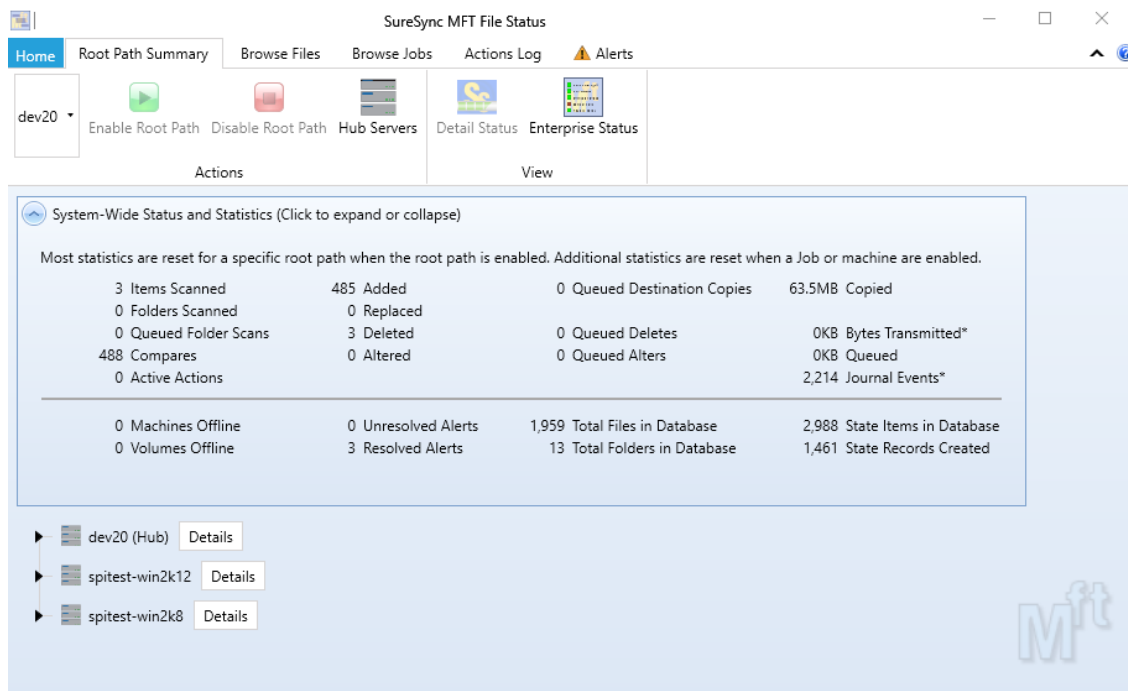 SureSync MFT File Status
Home Root Path Summary Browse Files Browse Jobs Actions Log Alerts
dev20 Enable Root Path Disable Root Path Hub Servers Detail Status Enterprise Status
Actions View
System-Wide Status and Statistics (Click to expand or collapse)
Most statistics are reset for a specific root path when the root path is enabled. Additional statistics are reset when a Job or machine are enabled.
3 Items Scanned 485 Added 0 Queued Destination Copies 63.5MB Copied
0 Folders Scanned 0 Replaced
0 Queued Folder Scans 3 Deleted 0 Queued Deletes 0KB Bytes Transmitted*
488 Compares 0 Altered 0 Queued Alters 0KB Queued
0 Active Actions 2,214 Journal Events*
0 Machines Offline 0 Unresolved Alerts 1,959 Total Files in Database 2,988 State Items in Database
0 Volumes Offline 3 Resolved Alerts 13 Total Folders in Database 1,461 State Records Created
dev20 (Hub) Details
spitest-win2k12 Details
spitest-win2k8 Details
Mft